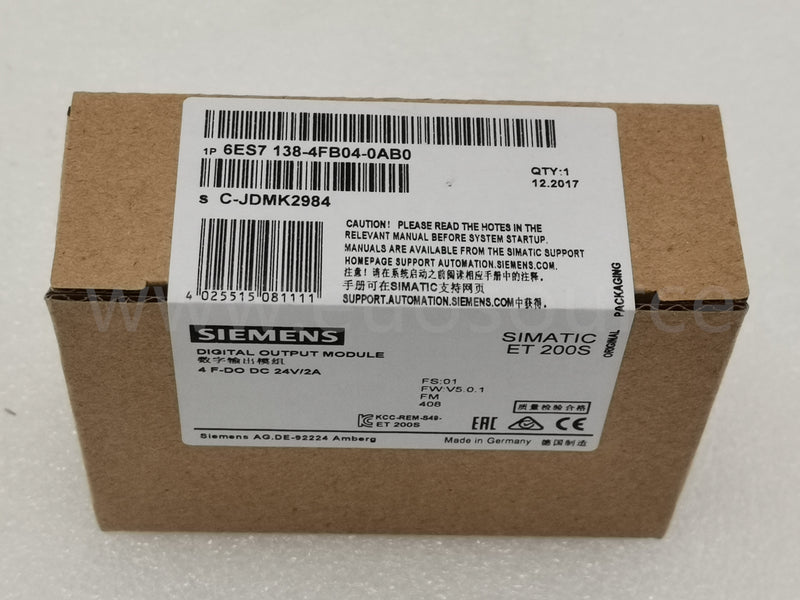 1P 6ES7 138-4FB04-0AB0
QTY:1
12.2017
S C-JDMK2984
CAUTION! PLEASE READ THE HOTES IN THE
RELEVANT MANUAL BEFORE SYSTEM STARTUP.
MANUALS ARE AVAILABLE FROM THE SIMATIC SUPPORT
HOMEPAGE SUPPORT.AUTOMATION.SIEMENS.COM.
注意!请在系统启动之前阅读相应手册中的注释。
手册可在SIMATIC支持网页
SUPPORT.AUTOMATION.SIEMENS.COM中获得。
4 025515 081111
ORIGINAL PACKAGING
SIEMENS
SIMATIC
ET 200S
DIGITAL OUTPUT MODULE
数字输出模组
4 F-DO DC 24V/2A
FS:01
FW:V5.0.1
FM
408
质量检验合格
KCC-REM-S49-
ET 200S
EAC
CE
Siemens AG.DE-92224 Amberg
Made in Germany 德国制造